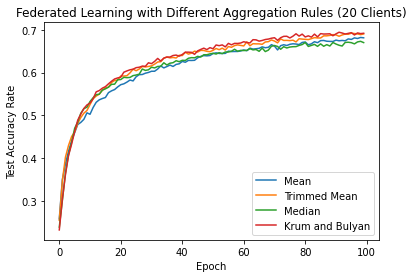 Federated Learning with Different Aggregation Rules (20 Clients)
Test Accuracy Rate
0.7
0.6
0.5
0.4
0.3
Mean
Trimmed Mean
Median
Krum and Bulyan
0 20 40 60 80 100
Epoch